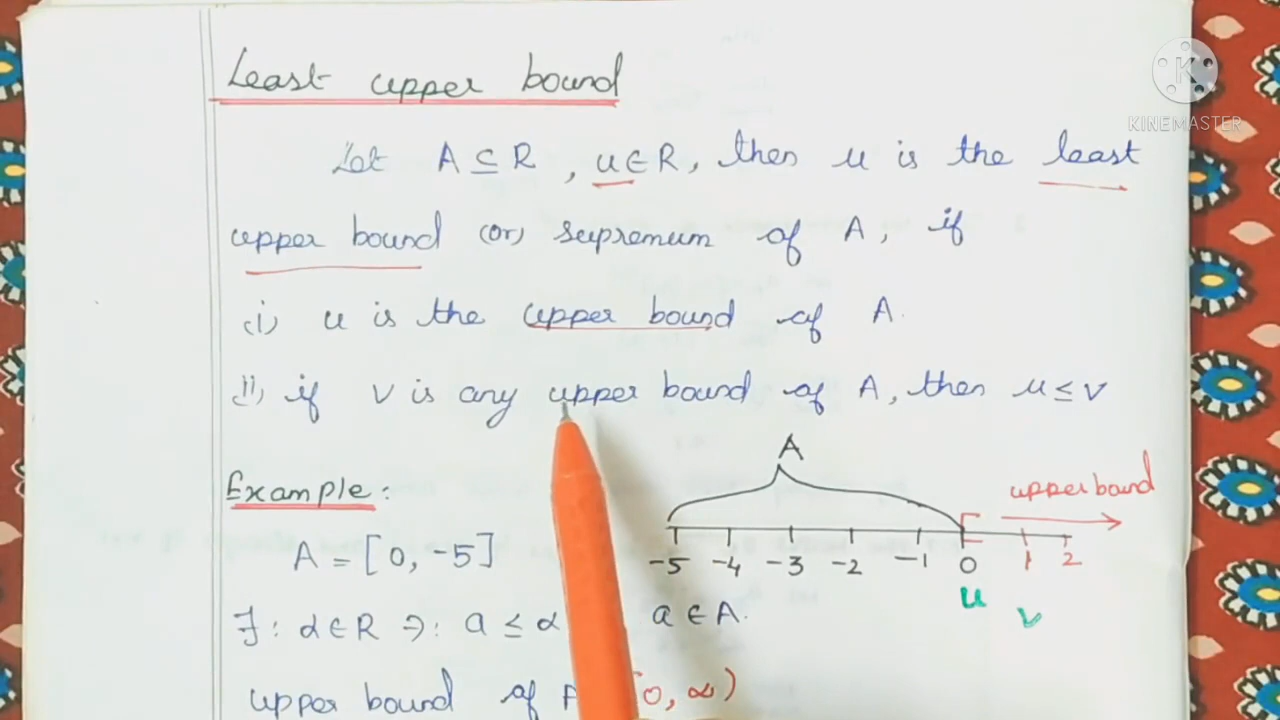 Least upper bound
KINEMASTER
Let A ⊆ R, u ∈ R, then u is the least
upper bound (or) supremum of A, if
(i) u is the upper bound of A.
(ii) if v is any upper bound of A, then u ≤ v
Example:
A = [0, -5]
A
upper bound
-5 -4 -3 -2 -1 0 1 2
u
v
∃: α ∈ R ∋: a ≤ α a ∈ A.
upper bound of A 0, ∞)